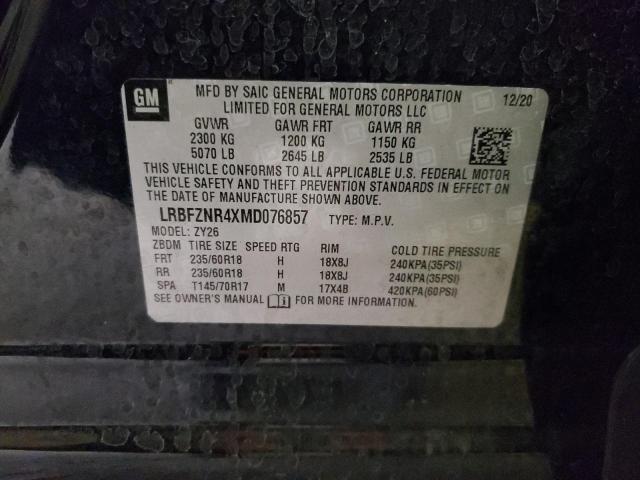 GM
MFD BY SAIC GENERAL MOTORS CORPORATION 12/20
LIMITED FOR GENERAL MOTORS LLC
GVWR GAWR FRT GAWR RR
2300 KG 1200 KG 1150 KG
5070 LB 2645 LB 2535 LB
THIS VEHICLE CONFORMS TO ALL APPLICABLE U.S. FEDERAL MOTOR
VEHICLE SAFETY AND THEFT PREVENTION STANDARDS IN EFFECT ON
THE DATE OF MANUFACTURE SHOWN ABOVE.
LRBFZNR4XMD076857 TYPE: M.P.V.
MODEL: ZY26
ZBDM TIRE SIZE SPEED RTG RIM COLD TIRE PRESSURE
FRT 235/60R18 H 18X8J 240KPA(35PSI)
RR 235/60R18 H 18X8J 240KPA(35PSI)
SPA T145/70R17 M 17X4B 420KPA(60PSI)
SEE OWNER'S MANUAL FOR MORE INFORMATION.